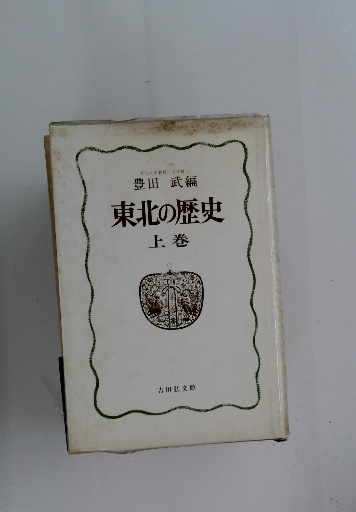 豊田 武編
東北の歴史
上巻
吉川弘文館